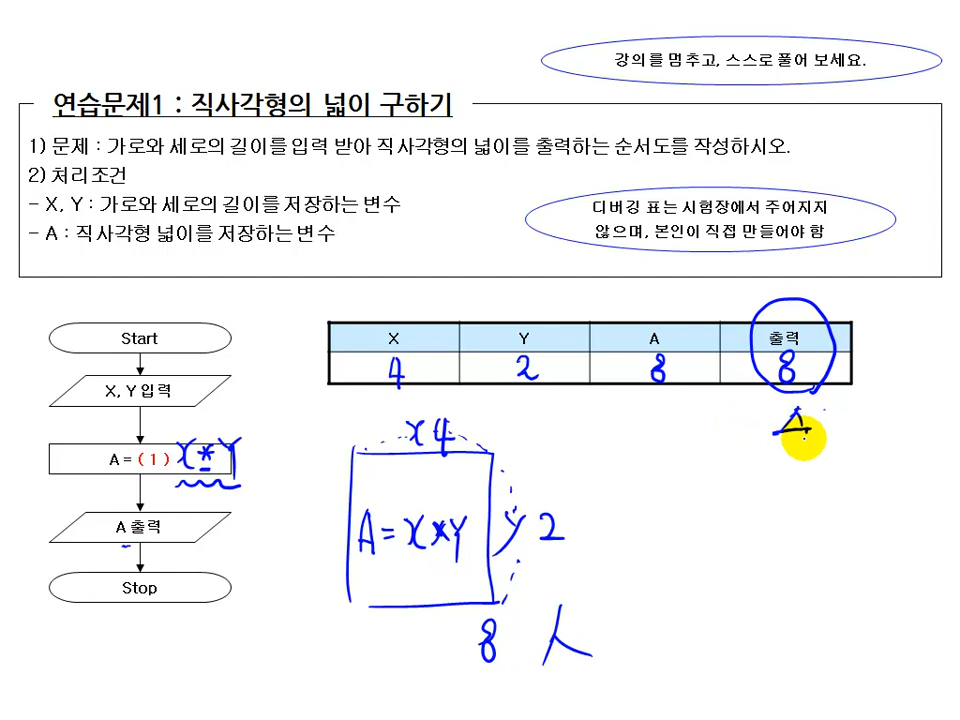 강의를 멈추고, 스스로 풀어 보세요.
연습문제1 : 직사각형의 넓이 구하기
1) 문제 : 가로와 세로의 길이를 입력 받아 직사각형의 넓이를 출력하는 순서도를 작성하시오.
2) 처리조건
- X, Y : 가로와 세로의 길이를 저장하는 변수
- A : 직사각형 넓이를 저장하는 변수
디버깅 표는 시험장에서 주어지지
않으며, 본인이 직접 만들어야 함
Start
X, Y 입력
A = ( 1 ) X*Y
A 출력
Stop
X Y A 출력
4 2 8 8
X 4
A = X*Y
Y 2
8